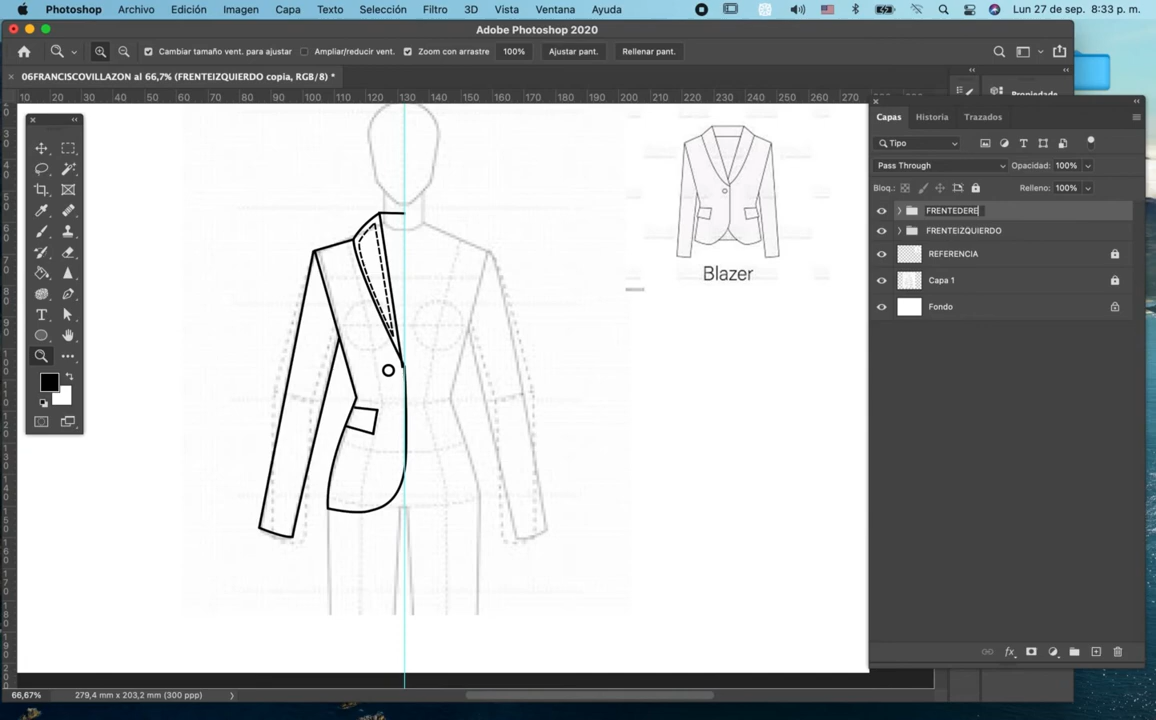 Photoshop Archivo Edición Imagen Capa Texto Selección Filtro 3D Vista Ventana Ayuda Lun 27 de sep. 8:33 p. m.
Adobe Photoshop 2020
Cambiar tamaño vent. para ajustar Ampliar/reducir vent. Zoom con arrastre 100% Ajustar pant. Rellenar pant.
06FRANCISCOVILLAZON al 66,7% (FRENTEIZQUIERDO copia, RGB/8) *
10 20 30 40 50 60 70 80 90 100 110 120 130 140 150 160 170 180 190 200 210 220 230 240 250 260 270
Propiedade
Capas Historia Trazados
Tipo
Pass Through Opacidad: 100%
Bloq.: Relleno: 100%
FRENTEDERE
FRENTEIZQUIERDO
REFERENCIA
Capa 1
Fondo
Blazer
66,67% 279,4 mm x 203,2 mm (300 ppp)